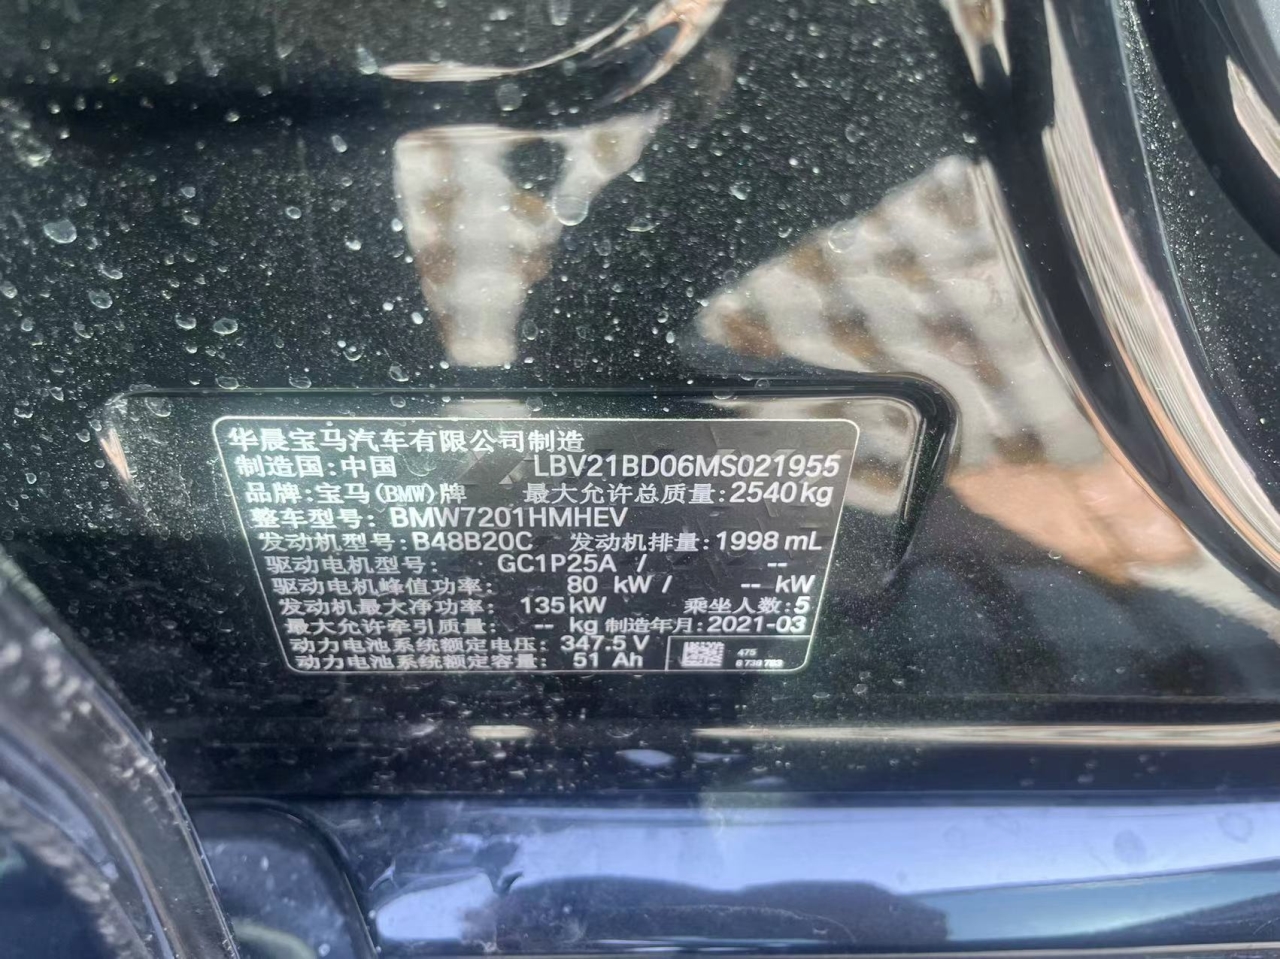 华晨宝马汽车有限公司制造
制造国:中国 LBV21BD06MS021955
品牌:宝马(BMW)牌 最大允许总质量:2540kg
整车型号:BMW7201HMHEV
发动机型号:B48B20C 发动机排量:1998 mL
驱动电机型号: GC1P25A / --
驱动电机峰值功率: 80 kW / -- kW
发动机最大净功率: 135kW 乘坐人数:5
最大允许牵引质量: -- kg 制造年月:2021-03
动力电池系统额定电压: 347.5 V
动力电池系统额定容量: 51 Ah
475